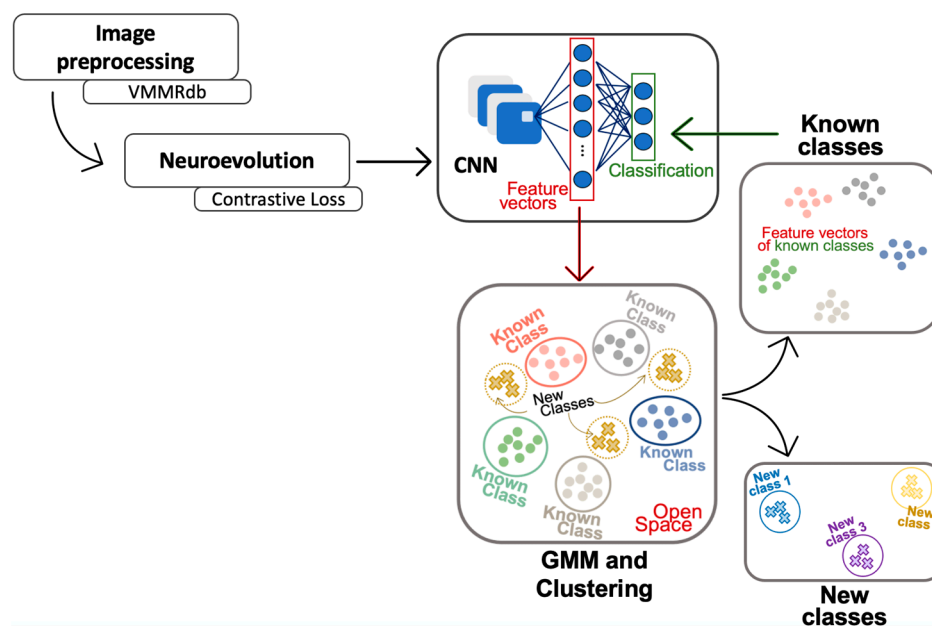 Image
preprocessing
VMMRdb
Neuroevolution
Contrastive Loss
CNN
...
Feature
vectors
Classification
Known
classes
Feature vectors
of known classes
Known
Class
Known
Class
New
Classes
Known Class
Known
Class
Known
Class
Open
Space
GMM and
Clustering
New
class 1
New
class
New
class 3
New
classes